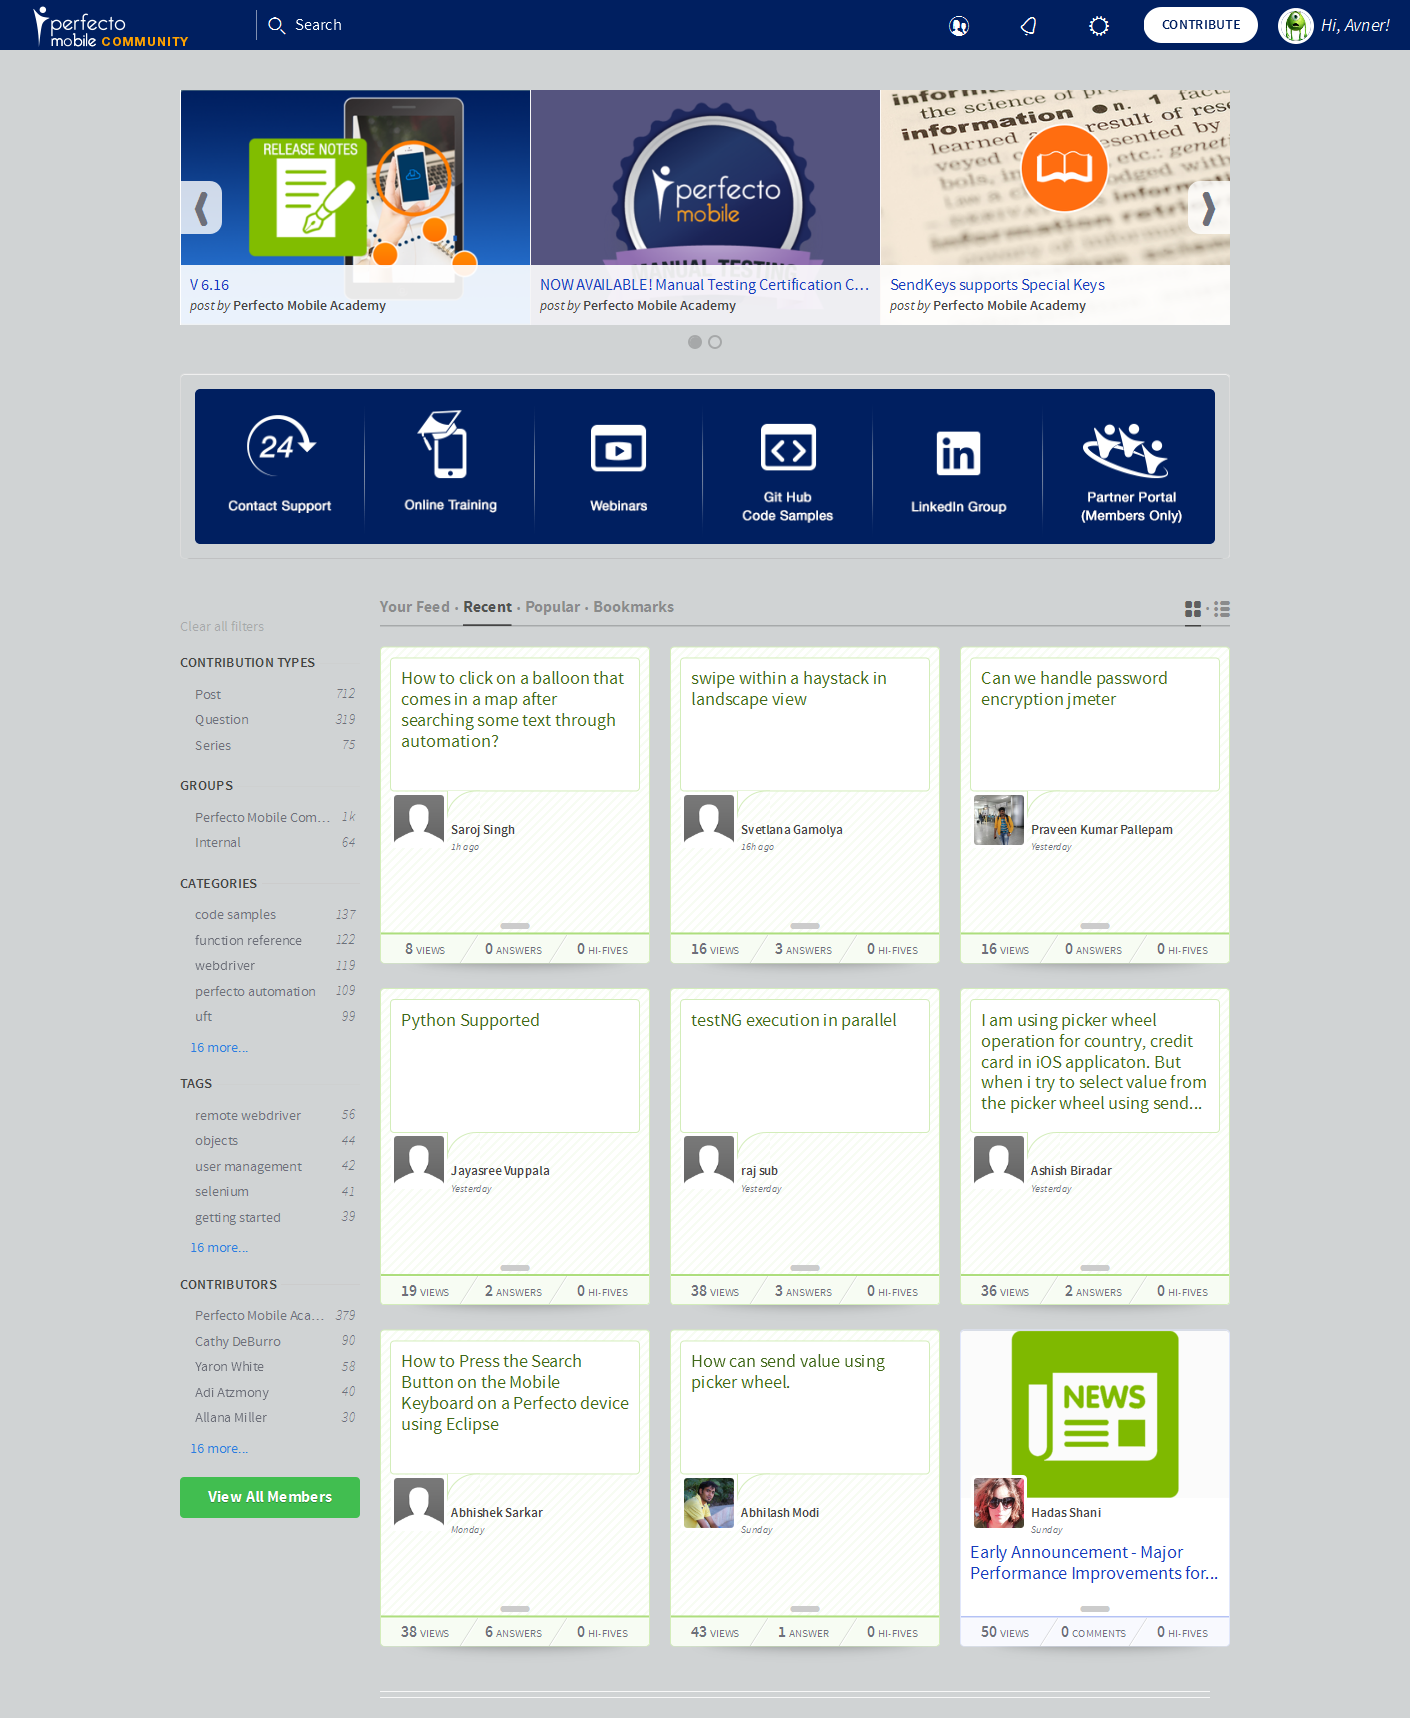 perfecto
mobile COMMUNITY
Search
CONTRIBUTE
Hi, Avner!
RELEASE NOTES
V 6.16
post by Perfecto Mobile Academy
perfecto
mobile
MANUAL TESTING
NOW AVAILABLE! Manual Testing Certification C...
post by Perfecto Mobile Academy
the science of
information ●n. 1
learned
result of
SendKeys supports Special Keys
post by Perfecto Mobile Academy
24
Contact Support
Online Training
Webinars
Git Hub
Code Samples
in
LinkedIn Group
Partner Portal
(Members Only)
Your Feed • Recent • Popular • Bookmarks
Clear all filters
CONTRIBUTION TYPES
Post 712
Question 319
Series 75
GROUPS
Perfecto Mobile Com... 1k
Internal 64
CATEGORIES
code samples 137
function reference 122
webdriver 119
perfecto automation 109
uft 99
16 more...
TAGS
remote webdriver 56
objects 44
user management 42
selenium 41
getting started 39
16 more...
CONTRIBUTORS
Perfecto Mobile Aca... 379
Cathy DeBurro 90
Yaron White 58
Adi Atzmony 40
Allana Miller 30
16 more...
View All Members
How to click on a balloon that
comes in a map after
searching some text through
automation?
Saroj Singh
1h ago
8 VIEWS 0 ANSWERS 0 HI-FIVES
swipe within a haystack in
landscape view
Svetlana Gamolya
16h ago
16 VIEWS 3 ANSWERS 0 HI-FIVES
Can we handle password
encryption jmeter
Praveen Kumar Pallepam
Yesterday
16 VIEWS 0 ANSWERS 0 HI-FIVES
Python Supported
Jayasree Vuppala
Yesterday
19 VIEWS 2 ANSWERS 0 HI-FIVES
testNG execution in parallel
raj sub
Yesterday
38 VIEWS 3 ANSWERS 0 HI-FIVES
I am using picker wheel
operation for country, credit
card in iOS applicaton. But
when i try to select value from
the picker wheel using send...
Ashish Biradar
Yesterday
36 VIEWS 2 ANSWERS 0 HI-FIVES
How to Press the Search
Button on the Mobile
Keyboard on a Perfecto device
using Eclipse
Abhishek Sarkar
Monday
38 VIEWS 6 ANSWERS 0 HI-FIVES
How can send value using
picker wheel.
Abhilash Modi
Sunday
43 VIEWS 1 ANSWER 0 HI-FIVES
NEWS
Hadas Shani
Sunday
Early Announcement - Major
Performance Improvements for...
50 VIEWS 0 COMMENTS 0 HI-FIVES